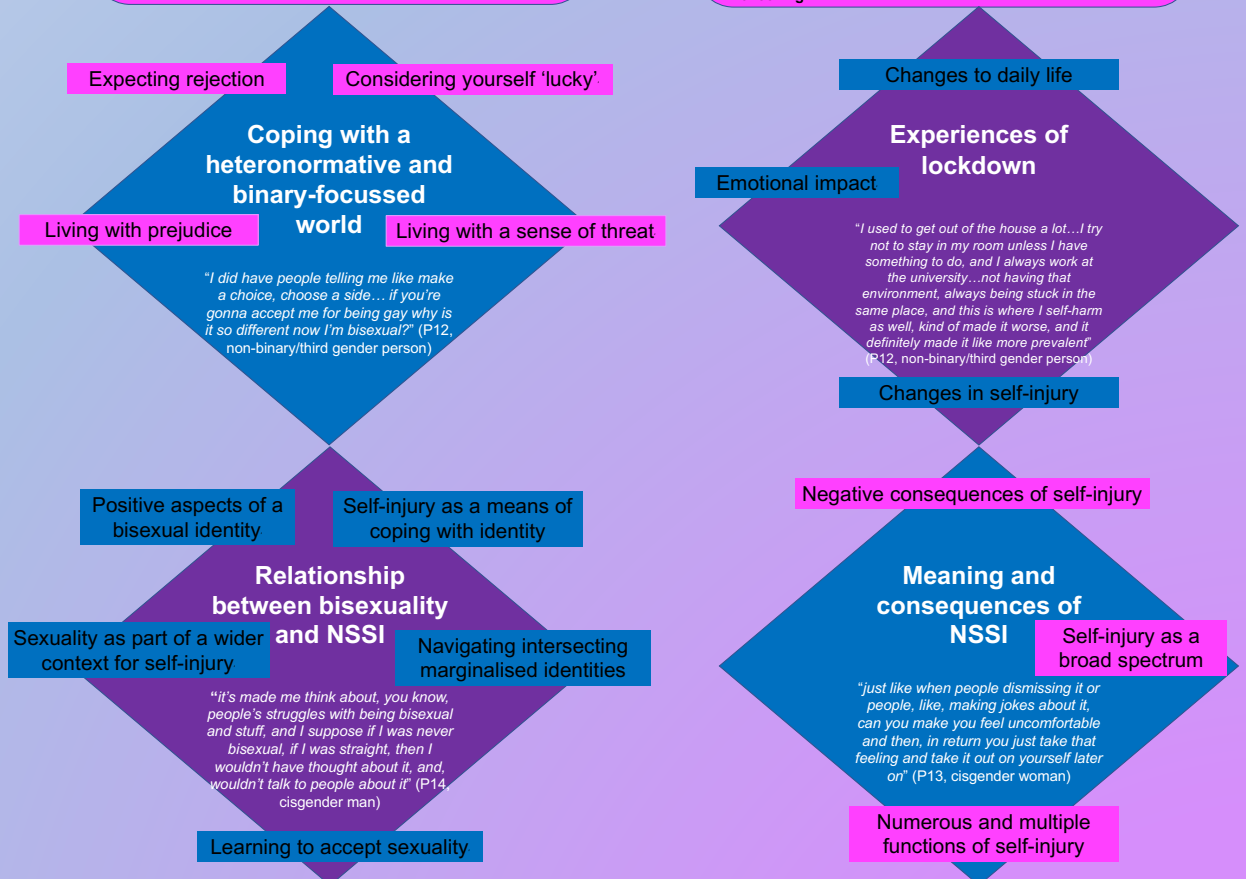 Expecting rejection
Considering yourself ‘lucky’
Coping with a
heteronormative and
binary-focussed
world
Living with prejudice
Living with a sense of threat
“I did have people telling me like make
a choice, choose a side… if you’re
gonna accept me for being gay why is
it so different now I’m bisexual?” (P12,
non-binary/third gender person)
Positive aspects of a
bisexual identity
Self-injury as a means of
coping with identity
Relationship
between bisexuality
and NSSI
Sexuality as part of a wider
context for self-injury
Navigating intersecting
marginalised identities
“it’s made me think about, you know,
people’s struggles with being bisexual
and stuff, and I suppose if I was never
bisexual, if I was straight, then I
wouldn’t have thought about it, and,
wouldn’t talk to people about it” (P14,
cisgender man)
Learning to accept sexuality
Changes to daily life
Experiences of
lockdown
Emotional impact
“I used to get out of the house a lot…I try
not to stay in my room unless I have
something to do, and I always work at
the university…not having that
environment, always being stuck in the
same place, and this is where I self-harm
as well, kind of made it worse, and it
definitely made it like more prevalent”
(P12, non-binary/third gender person)
Changes in self-injury
Negative consequences of self-injury
Meaning and
consequences of
NSSI
Self-injury as a
broad spectrum
“just like when people dismissing it or
people, like, making jokes about it,
can you make you feel uncomfortable
and then, in return you just take that
feeling and take it out on yourself later
on” (P13, cisgender woman)
Numerous and multiple
functions of self-injury